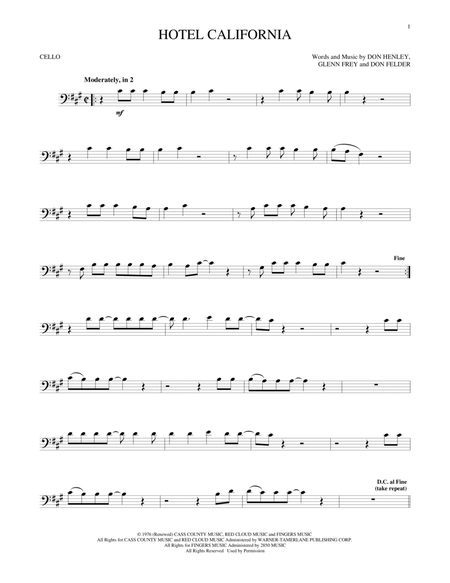 1
HOTEL CALIFORNIA
CELLO
Words and Music by DON HENLEY,
GLENN FREY and DON FELDER
Moderately, in 2
mf
Fine
D.C. al Fine
(take repeat)
© 1976 (Renewed) CASS COUNTY MUSIC, RED CLOUD MUSIC and FINGERS MUSIC
All Rights for CASS COUNTY MUSIC and RED CLOUD MUSIC Administered by WARNER-TAMERLANE PUBLISHING CORP.
All Rights for FINGERS MUSIC Administered by 2850 MUSIC
All Rights Reserved Used by Permission